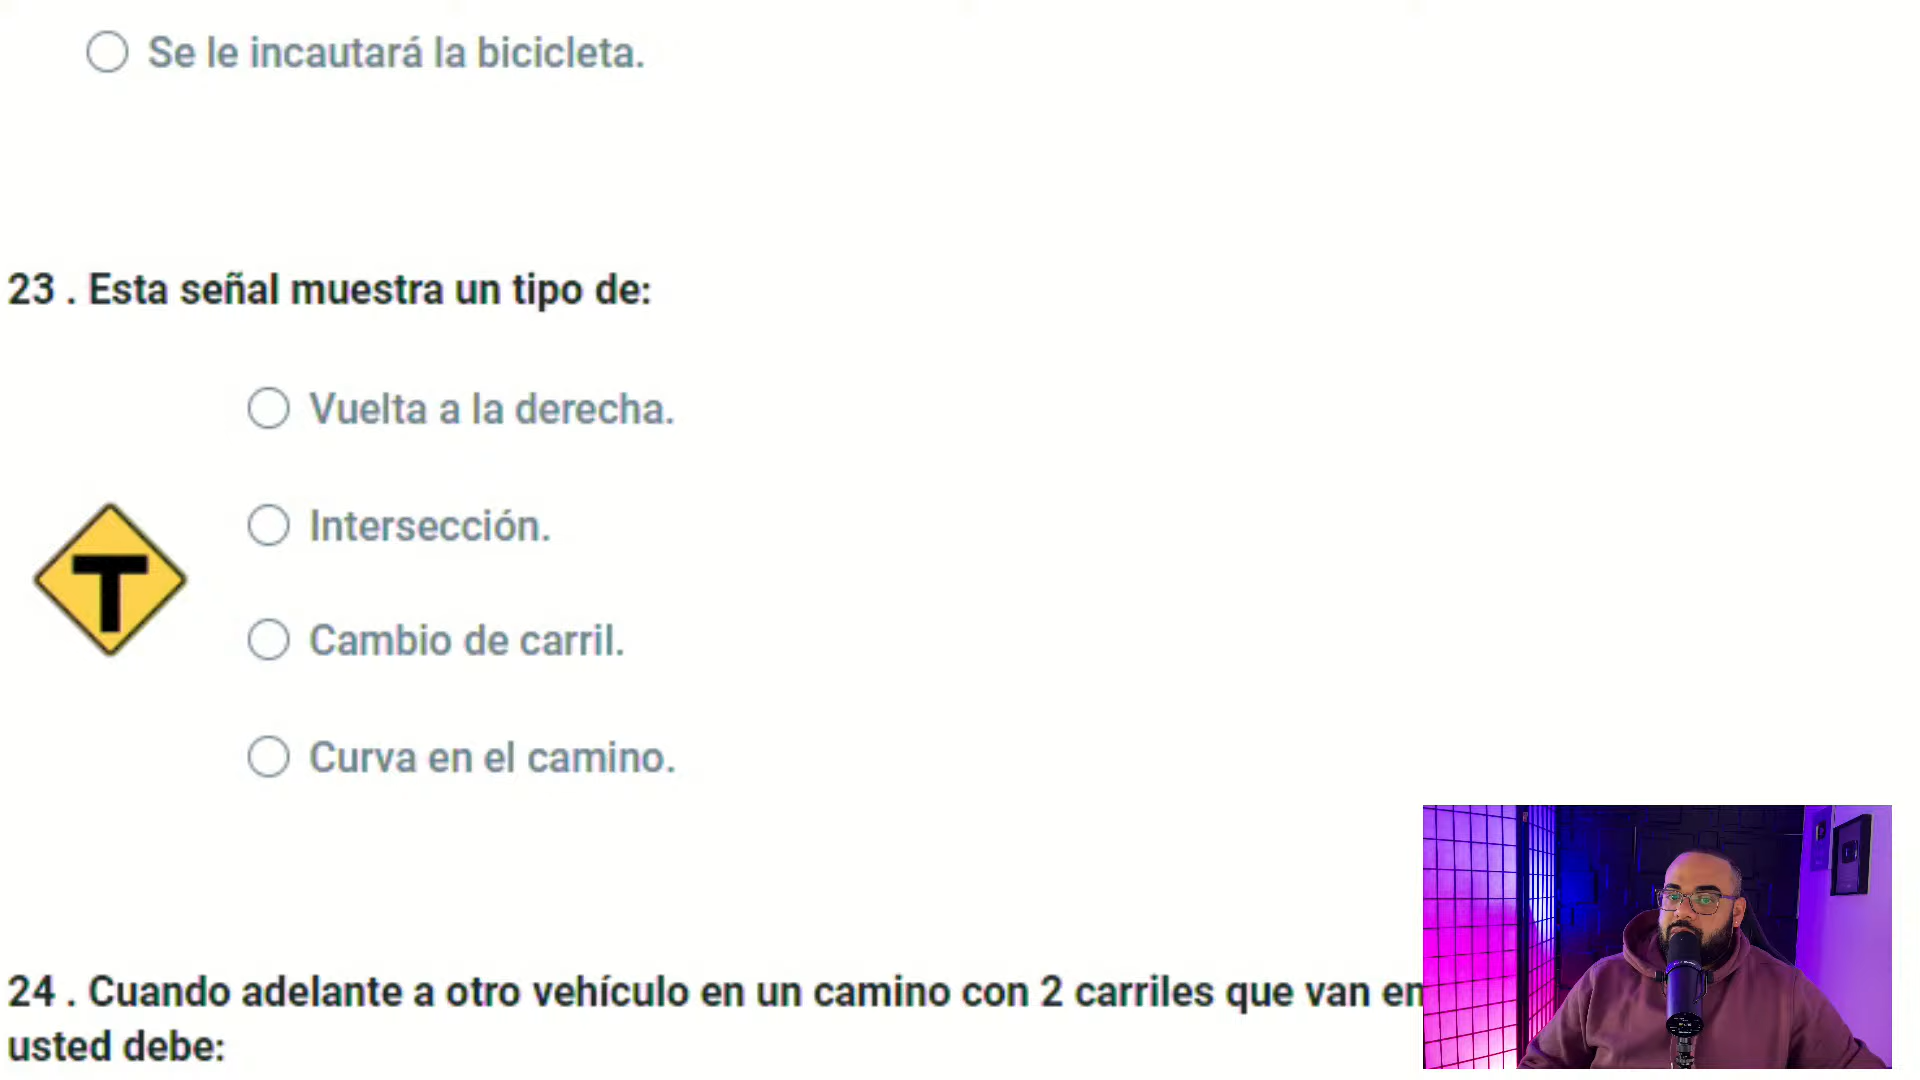 Se le incautará la bicicleta.
23 . Esta señal muestra un tipo de:
Vuelta a la derecha.
Intersección.
Cambio de carril.
Curva en el camino.
24 . Cuando adelante a otro vehículo en un camino con 2 carriles que van en
usted debe: